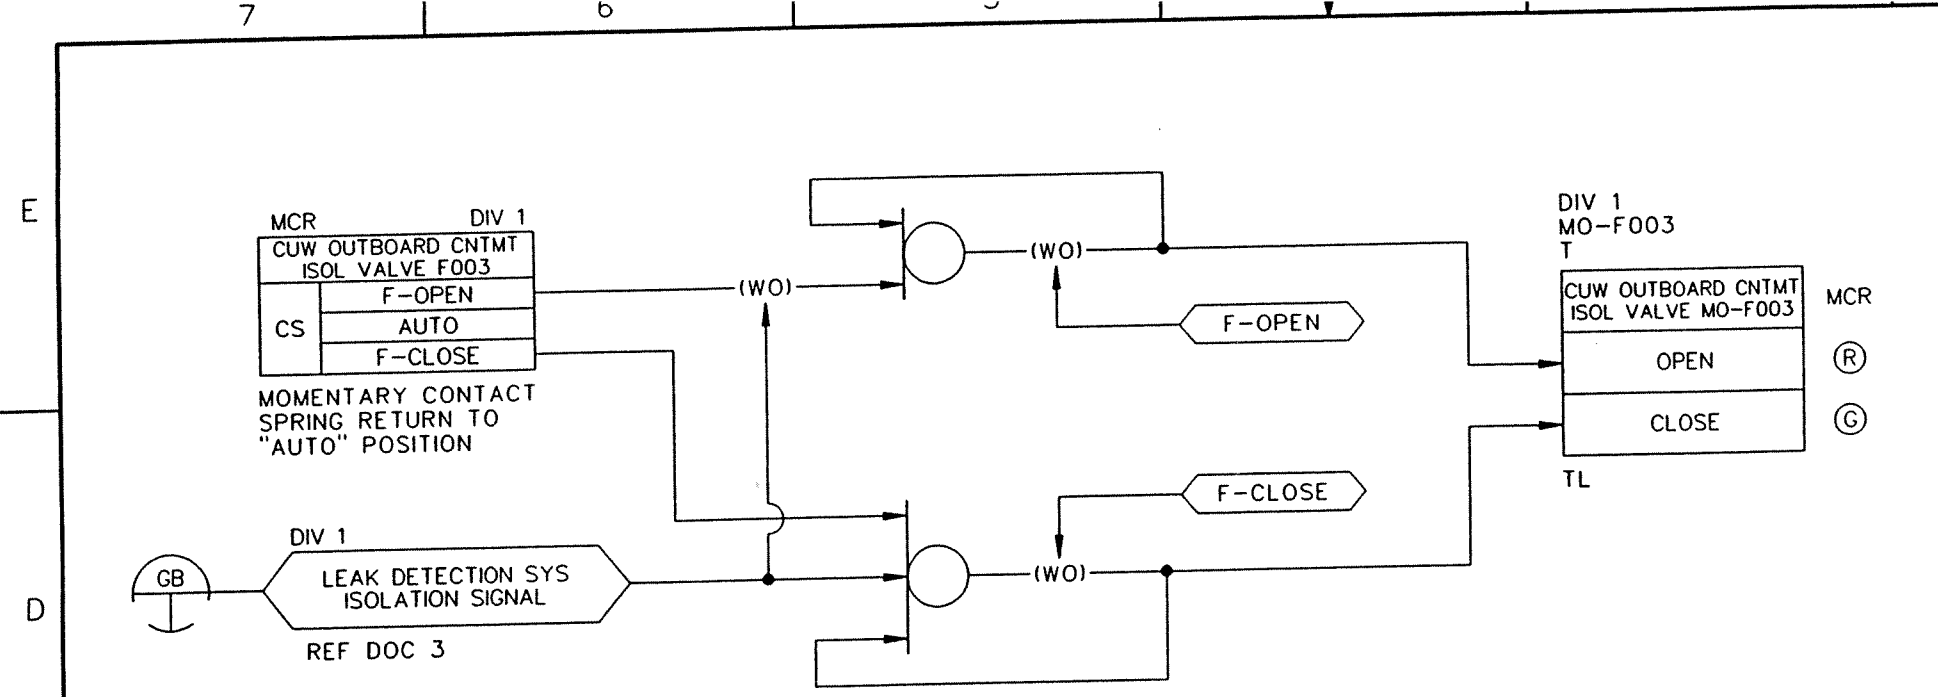 7
6
E
MCR DIV 1
CUW OUTBOARD CNTMT
ISOL VALVE F003
CS
F-OPEN
AUTO
F-CLOSE
MOMENTARY CONTACT
SPRING RETURN TO
"AUTO" POSITION
(WO)
(WO)
F-OPEN
DIV 1
MO-F003
T
CUW OUTBOARD CNTMT
ISOL VALVE MO-F003
MCR
OPEN
R
CLOSE
G
TL
F-CLOSE
(WO)
D
DIV 1
GB
LEAK DETECTION SYS
ISOLATION SIGNAL
REF DOC 3